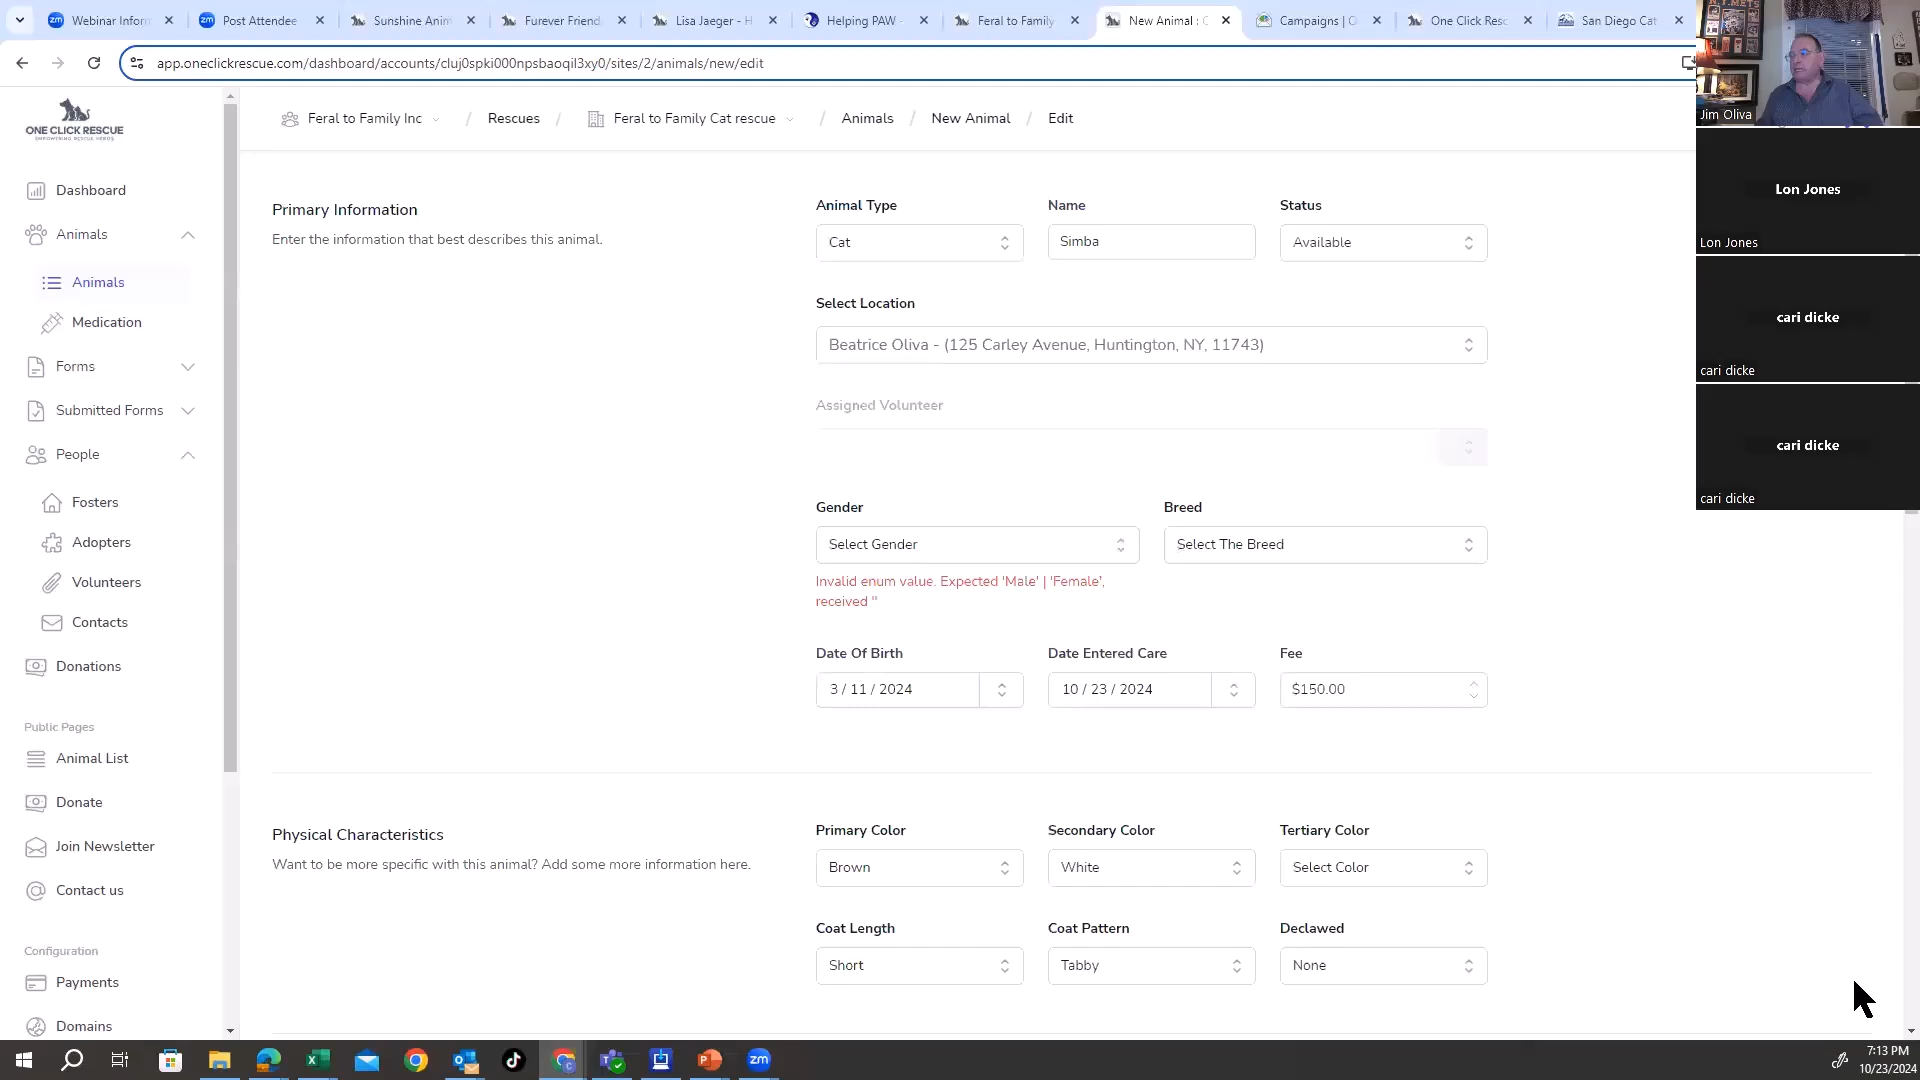 Webinar Inform
Post Attendee
Sunshine Anim
Furever Friend
Lisa Jaeger - H
Helping PAW -
Feral to Family
New Animal : C
Campaigns | O
One Click Resc
San Diego Cat
app.oneclickrescue.com/dashboard/accounts/cluj0spki000npsbaoqil3xy0/sites/2/animals/new/edit
ONE CLICK RESCUE
EMPOWERING RESCUE HEROS
Feral to Family Inc / Rescues / Feral to Family Cat rescue / Animals / New Animal / Edit
Dashboard
Animals
Animals
Medication
Forms
Submitted Forms
People
Fosters
Adopters
Volunteers
Contacts
Donations
Public Pages
Animal List
Donate
Join Newsletter
Contact us
Configuration
Payments
Domains
Primary Information
Enter the information that best describes this animal.
Animal Type Name Status
Cat Simba Available
Select Location
Beatrice Oliva - (125 Carley Avenue, Huntington, NY, 11743)
Assigned Volunteer
Gender Breed
Select Gender Select The Breed
Invalid enum value. Expected 'Male' | 'Female',
received ''
Date Of Birth Date Entered Care Fee
3 / 11 / 2024 10 / 23 / 2024 $150.00
Physical Characteristics
Want to be more specific with this animal? Add some more information here.
Primary Color Secondary Color Tertiary Color
Brown White Select Color
Coat Length Coat Pattern Declawed
Short Tabby None
N.Y. METS
Jim Oliva
Lon Jones
Lon Jones
cari dicke
cari dicke
cari dicke
cari dicke
zm
7:13 PM
10/23/2024